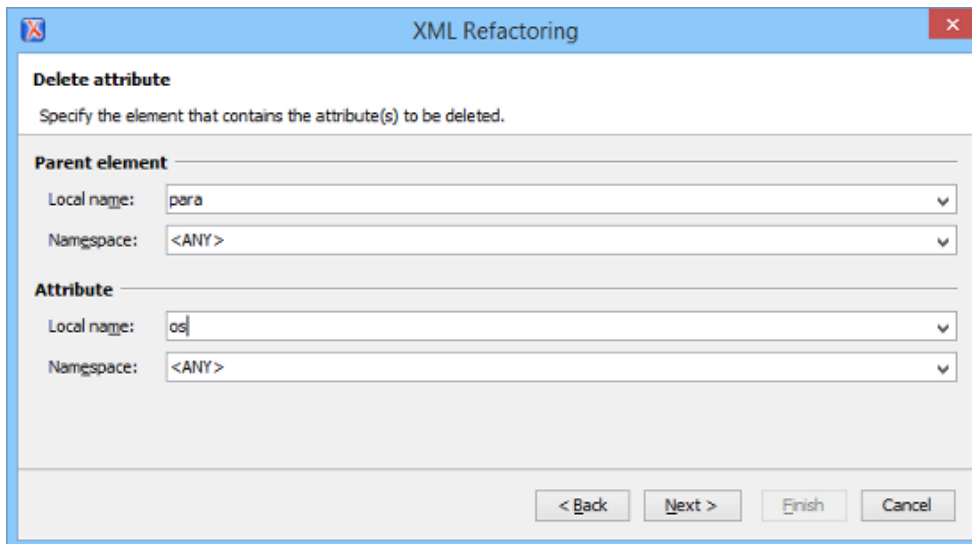 XML Refactoring
Delete attribute
Specify the element that contains the attribute(s) to be deleted.
Parent element
Local name: para
Namespace: <ANY>
Attribute
Local name: os
Namespace: <ANY>
< Back Next > Finish Cancel